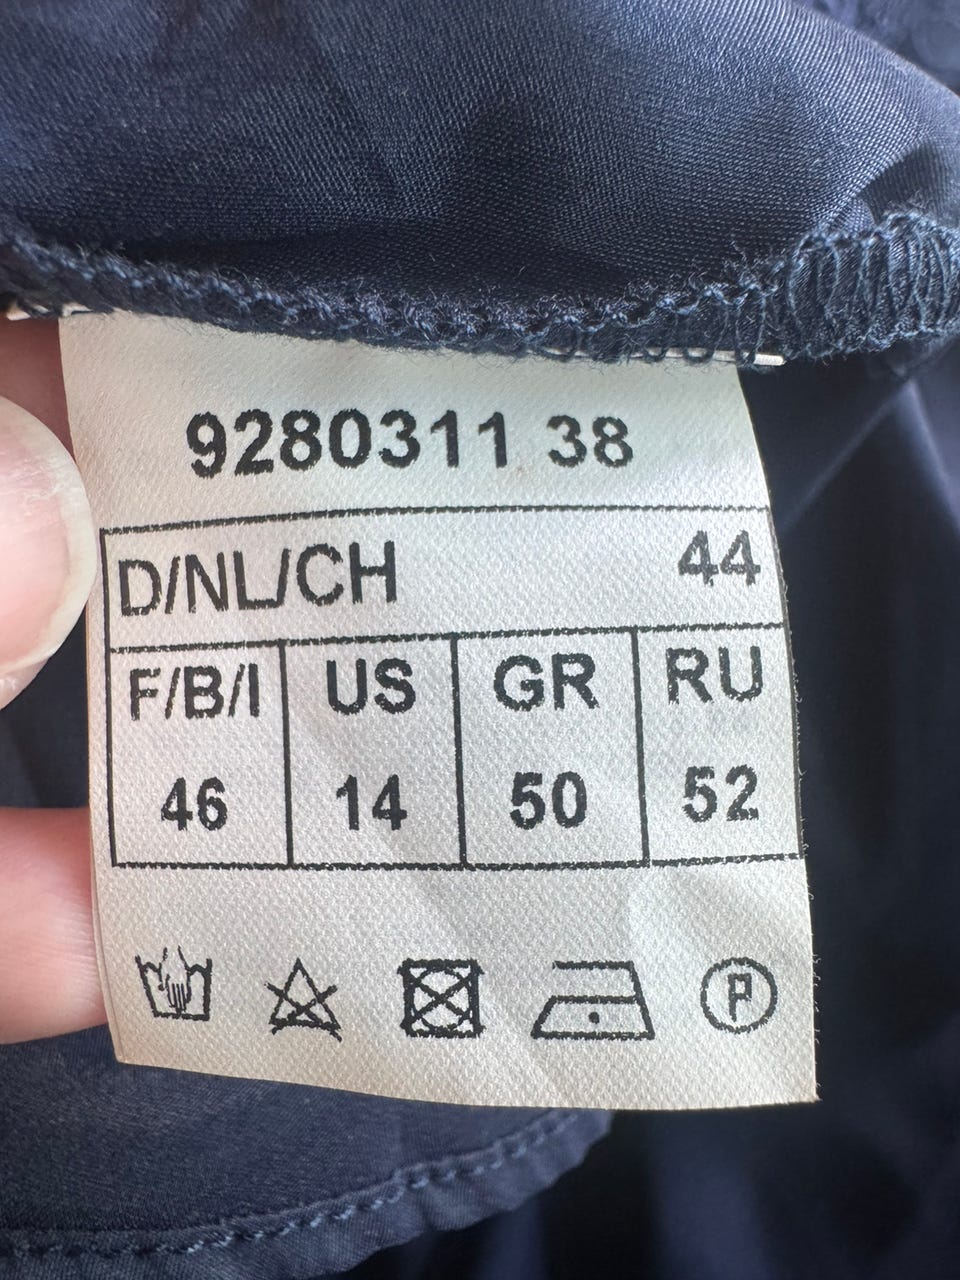 9280311 38
D/NL/CH 44
F/B/I US GR RU
46 14 50 52
P